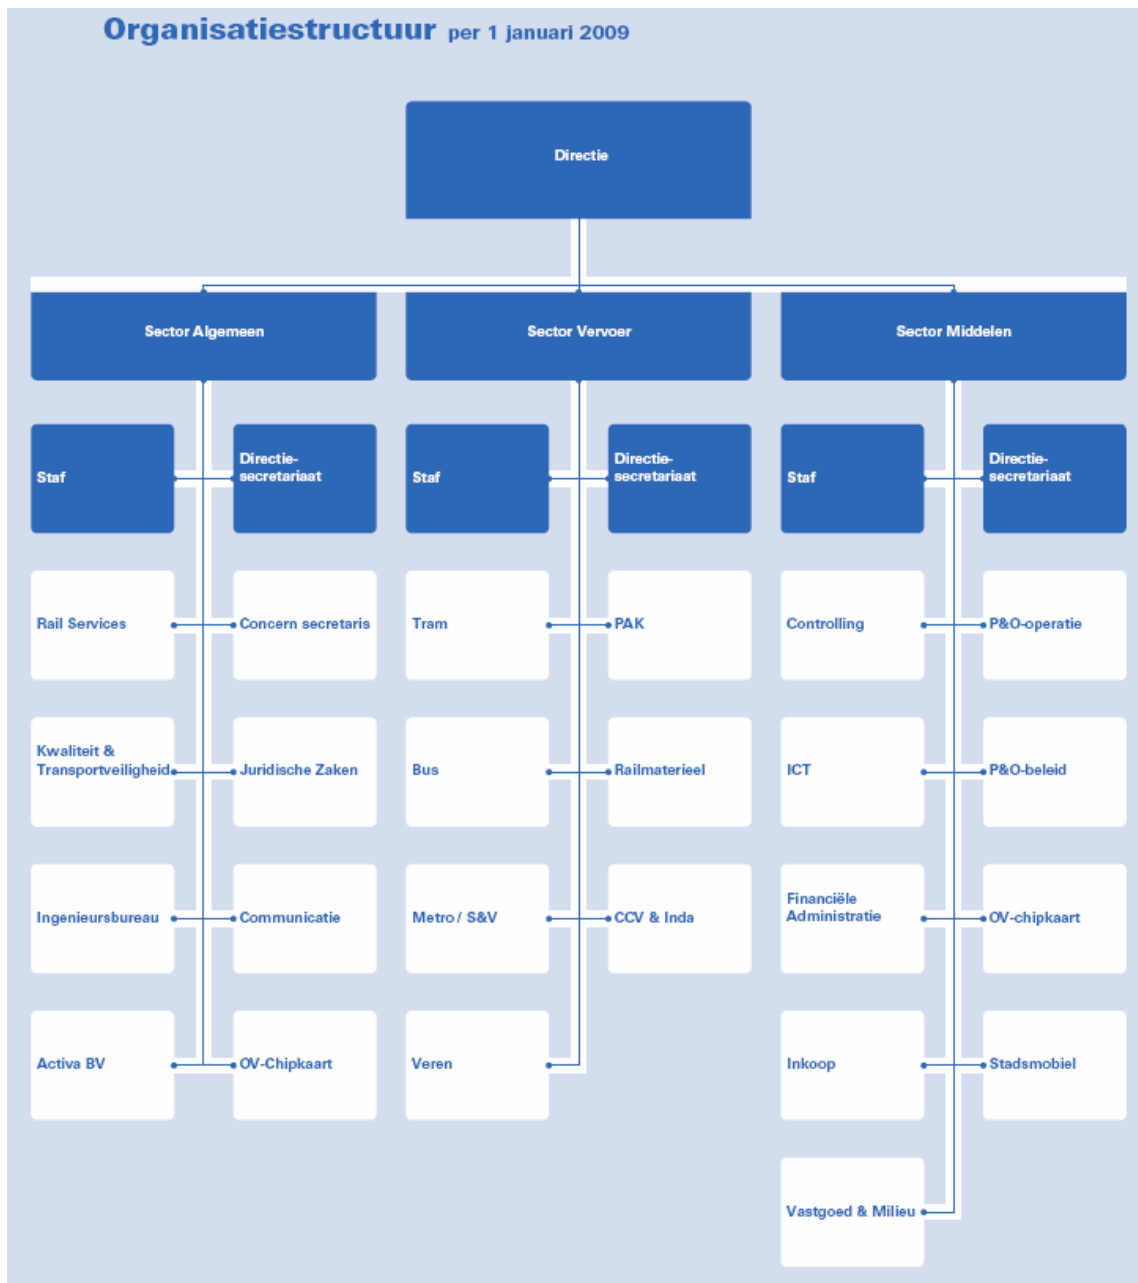 Organisatiestructuur per 1 januari 2009
Directie
Sector Algemeen
Sector Vervoer
Sector Middelen
Staf
Directie-
secretariaat
Staf
Directie-
secretariaat
Staf
Directie-
secretariaat
Rail Services
Concern secretaris
Tram
PAK
Controlling
P&O-operatie
Kwaliteit &
Transportveiligheid
Juridische Zaken
Bus
Railmaterieel
ICT
P&O-beleid
Ingenieursbureau
Communicatie
Metro / S&V
CCV & Inda
Financiële
Administratie
OV-chipkaart
Activa BV
OV-Chipkaart
Veren
Inkoop
Stadsmobiel
Vastgoed & Milieu